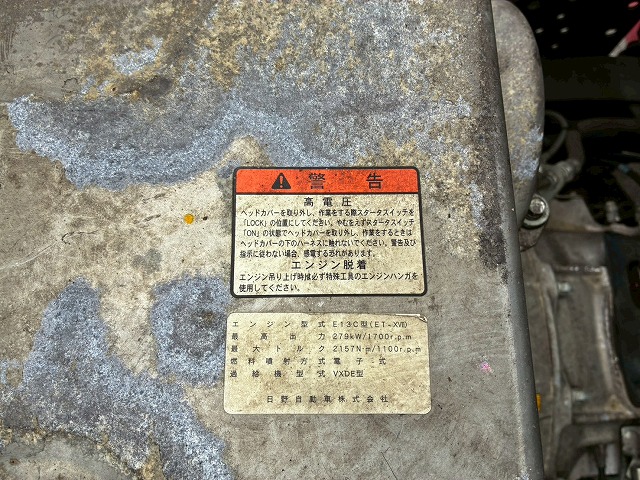 警告
高電圧
ヘッドカバーを取り外し、作業をする際スタータスイッチを
「LOCK」の位置にしてください。やむをえずスタータスイッチ
「ON」の状態でヘッドカバーを取り外し、作業をするときは
ヘッドカバーの下のハーネスに触れないでください。警告及び
指示に従わない場合、感電する恐れがあります。
エンジン脱着
エンジン吊り上げ時は必ず特殊工具のエンジンハンガを
使用してください。
エンジン型式 E13C型(ET-XVII)
最高出力 279kW/1700r.p.m
最大トルク 2157N·m/1100r.p.m
燃料噴射方式 電子式
過給機型式 VXDE型
日野自動車株式会社